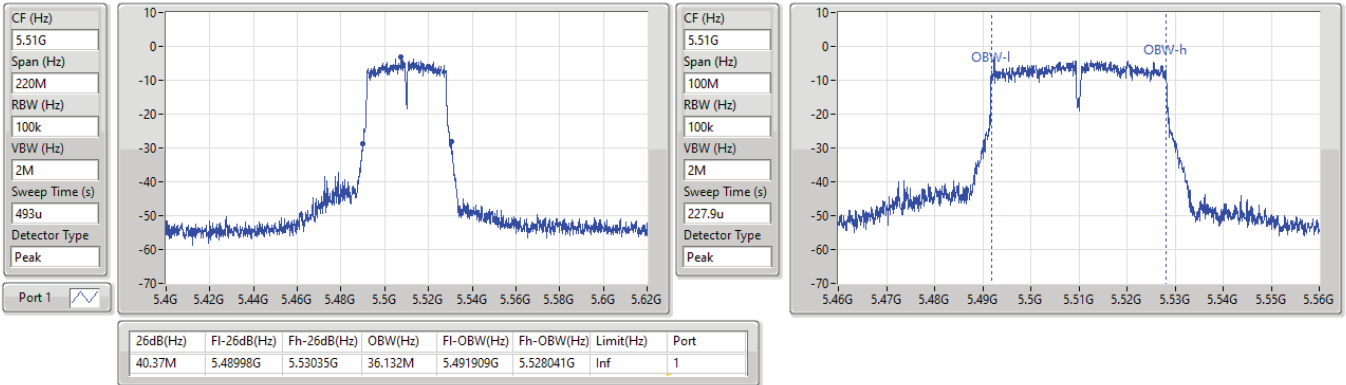 CF (Hz)
5.51G
Span (Hz)
220M
RBW (Hz)
100k
VBW (Hz)
2M
Sweep Time (s)
493u
Detector Type
Peak
Port 1
10-
0-
-10-
-20-
-30-
-40-
-50-
-60-
-70-
5.4G 5.42G 5.44G 5.46G 5.48G 5.5G 5.52G 5.54G 5.56G 5.58G 5.6G 5.62G
CF (Hz)
5.51G
Span (Hz)
100M
RBW (Hz)
100k
VBW (Hz)
2M
Sweep Time (s)
227.9u
Detector Type
Peak
10-
0-
-10-
-20-
-30-
-40-
-50-
-60-
-70-
OBW-l OBW-h
5.46G 5.47G 5.48G 5.49G 5.5G 5.51G 5.52G 5.53G 5.54G 5.55G 5.56G
26dB(Hz) Fl-26dB(Hz) Fh-26dB(Hz) OBW(Hz) Fl-OBW(Hz) Fh-OBW(Hz) Limit(Hz) Port
40.37M 5.48998G 5.53035G 36.132M 5.491909G 5.528041G Inf 1